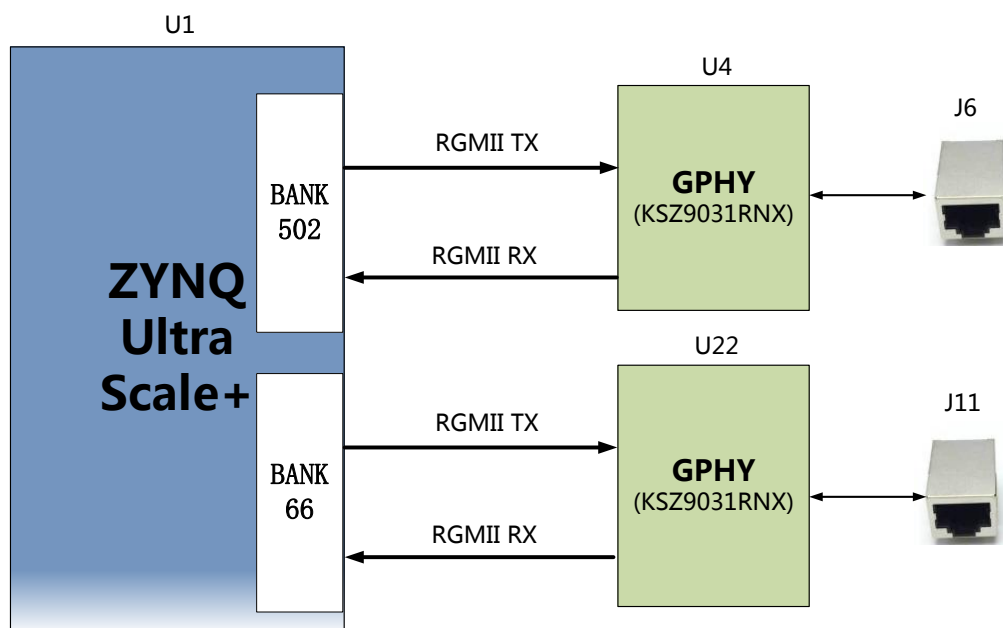 U1
ZYNQ
Ultra
Scale+
BANK
502
RGMII TX
RGMII RX
U4
GPHY
(KSZ9031RNX)
J6
BANK
66
RGMII TX
RGMII RX
U22
GPHY
(KSZ9031RNX)
J11